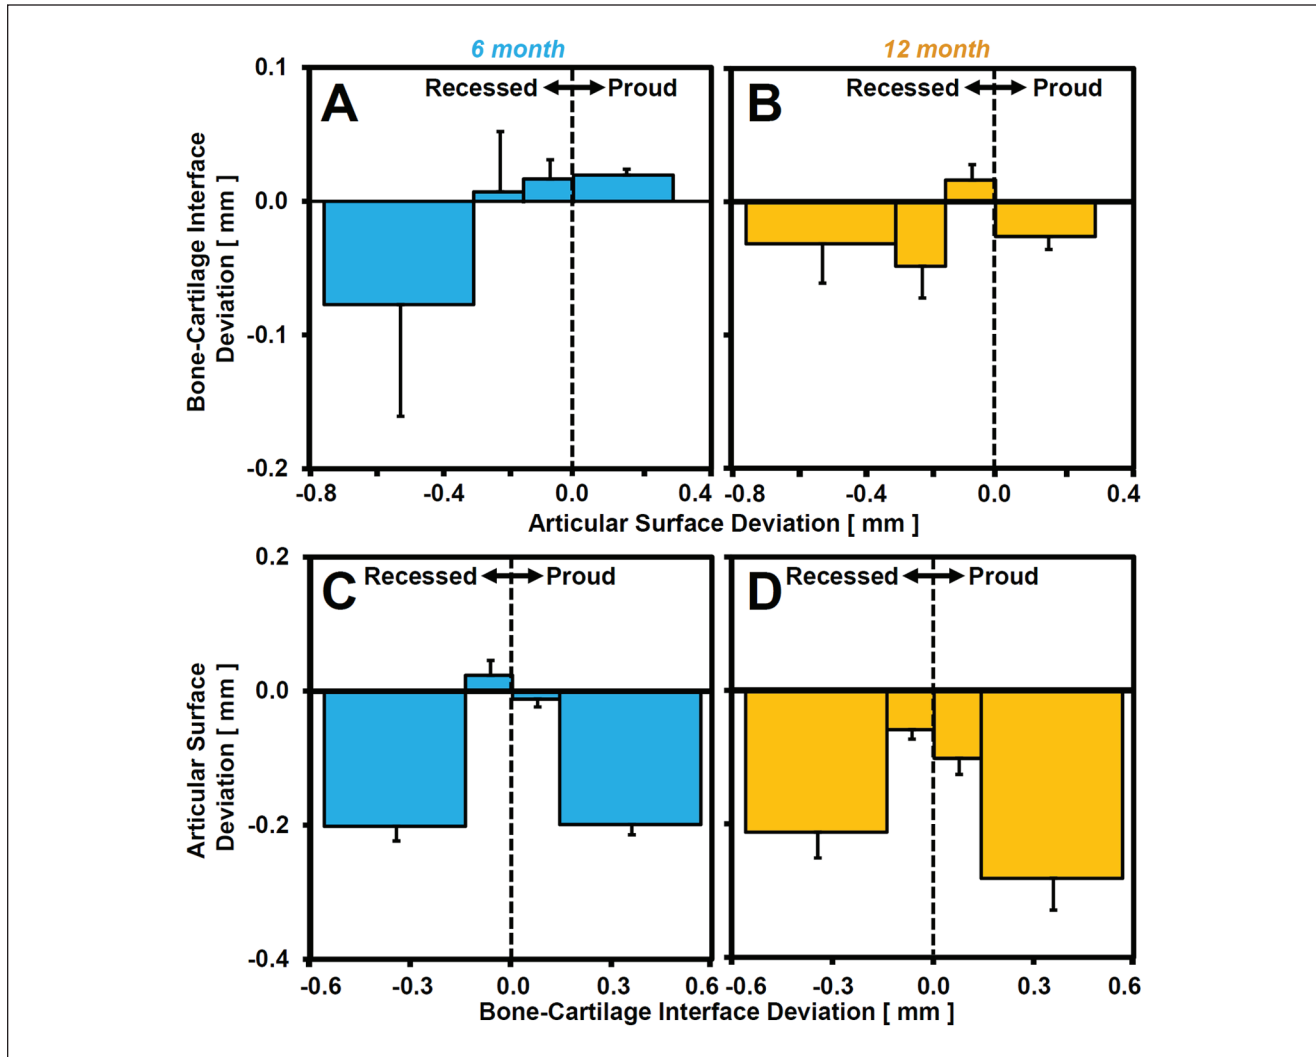 6 month
12 month
A
Recessed
Proud
B
Recessed
Proud
0.1
0.0
-0.1
-0.2
Bone-Cartilage Interface
Deviation [ mm ]
-0.8
-0.4
0.0
0.4
-0.8
-0.4
0.0
0.4
Articular Surface Deviation [ mm ]
C
Recessed
Proud
D
Recessed
Proud
0.2
0.0
-0.2
-0.4
Articular Surface
Deviation [ mm ]
-0.6
-0.3
0.0
0.3
0.6
-0.6
-0.3
0.0
0.3
0.6
Bone-Cartilage Interface Deviation [ mm ]